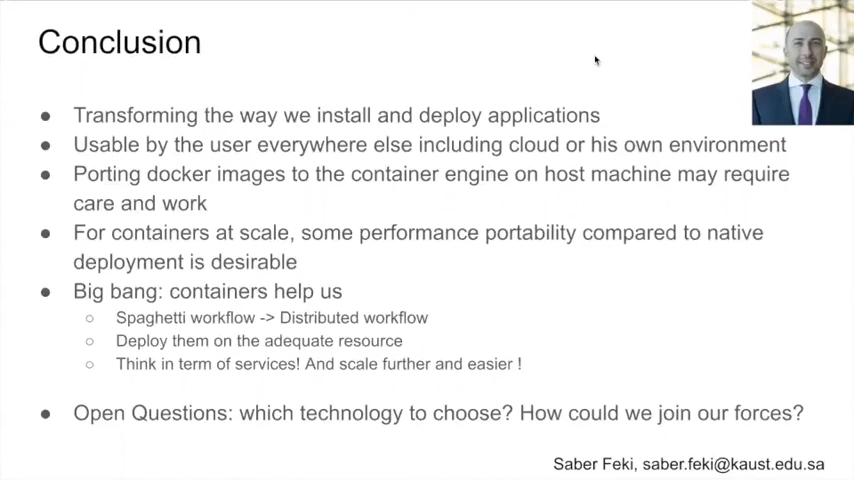 Conclusion
● Transforming the way we install and deploy applications
● Usable by the user everywhere else including cloud or his own environment
● Porting docker images to the container engine on host machine may require
care and work
● For containers at scale, some performance portability compared to native
deployment is desirable
● Big bang: containers help us
○ Spaghetti workflow -> Distributed workflow
○ Deploy them on the adequate resource
○ Think in term of services! And scale further and easier !
● Open Questions: which technology to choose? How could we join our forces?
Saber Feki, saber.feki@kaust.edu.sa